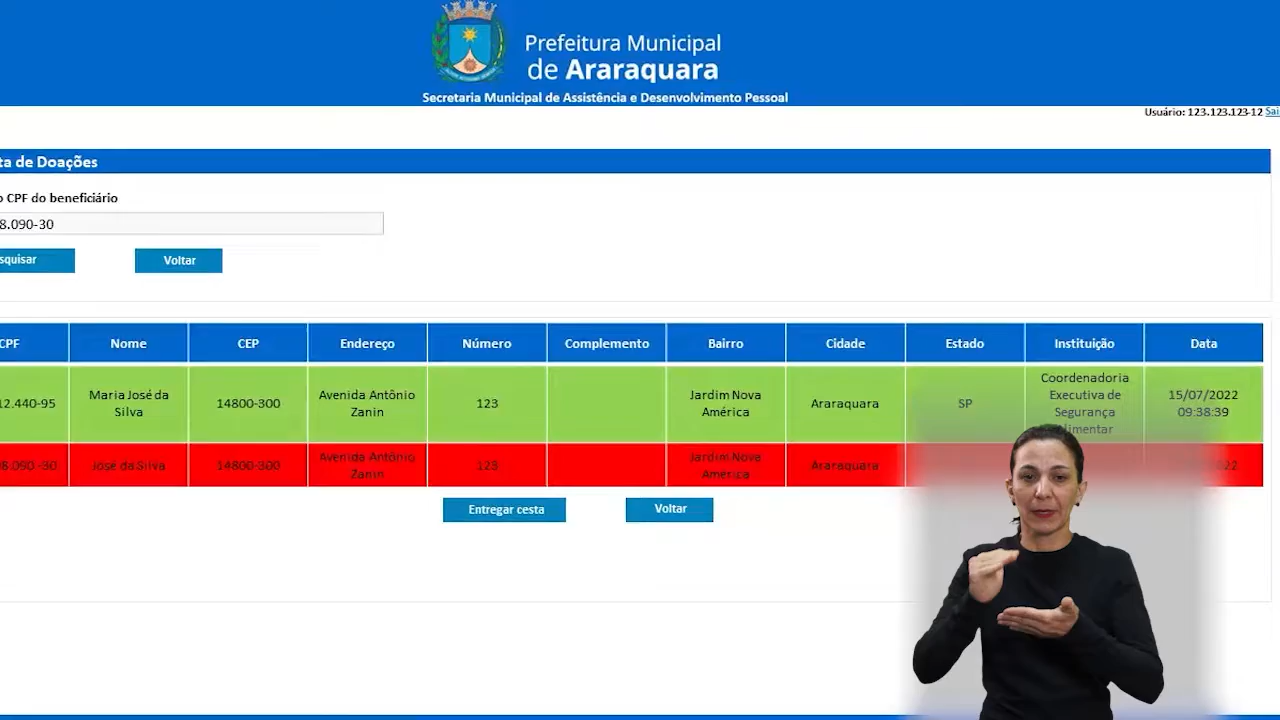 Prefeitura Municipal
de Araraquara
Secretaria Municipal de Assistência e Desenvolvimento Pessoal
Usuário: 123.123.123-12 Sai
ta de Doações
o CPF do beneficiário
8.090-30
squisar Voltar
CPF Nome CEP Endereço Número Complemento Bairro Cidade Estado Instituição Data
12.440-95 Maria José da Silva 14800-300 Avenida Antônio Zanin 123 Jardim Nova América Araraquara SP Coordenadoria Executiva de Segurança limentar 15/07/2022 09:38:39
8.090.-30 José da Silva 14800-300 Avenida Antônio Zanin 123 Jardim Nova América Araraquara
Entregar cesta Voltar